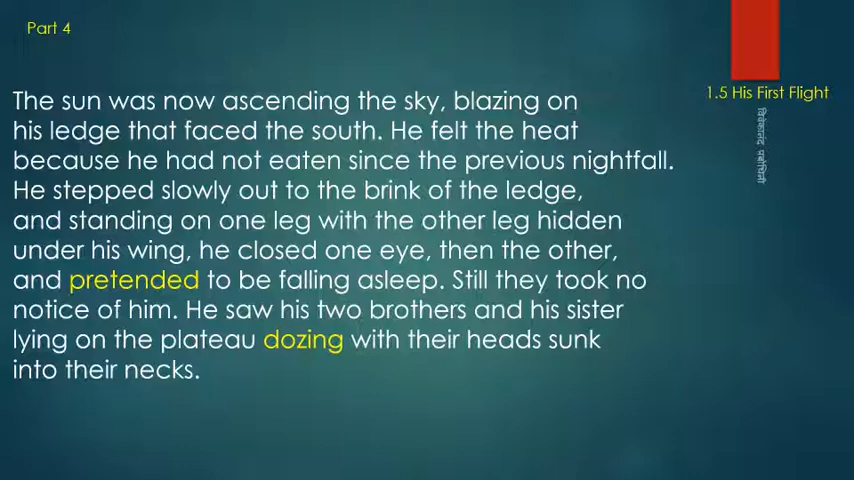 Part 4
1.5 His First Flight
The sun was now ascending the sky, blazing on
his ledge that faced the south. He felt the heat
because he had not eaten since the previous nightfall.
He stepped slowly out to the brink of the ledge,
and standing on one leg with the other leg hidden
under his wing, he closed one eye, then the other,
and pretended to be falling asleep. Still they took no
notice of him. He saw his two brothers and his sister
lying on the plateau dozing with their heads sunk
into their necks.